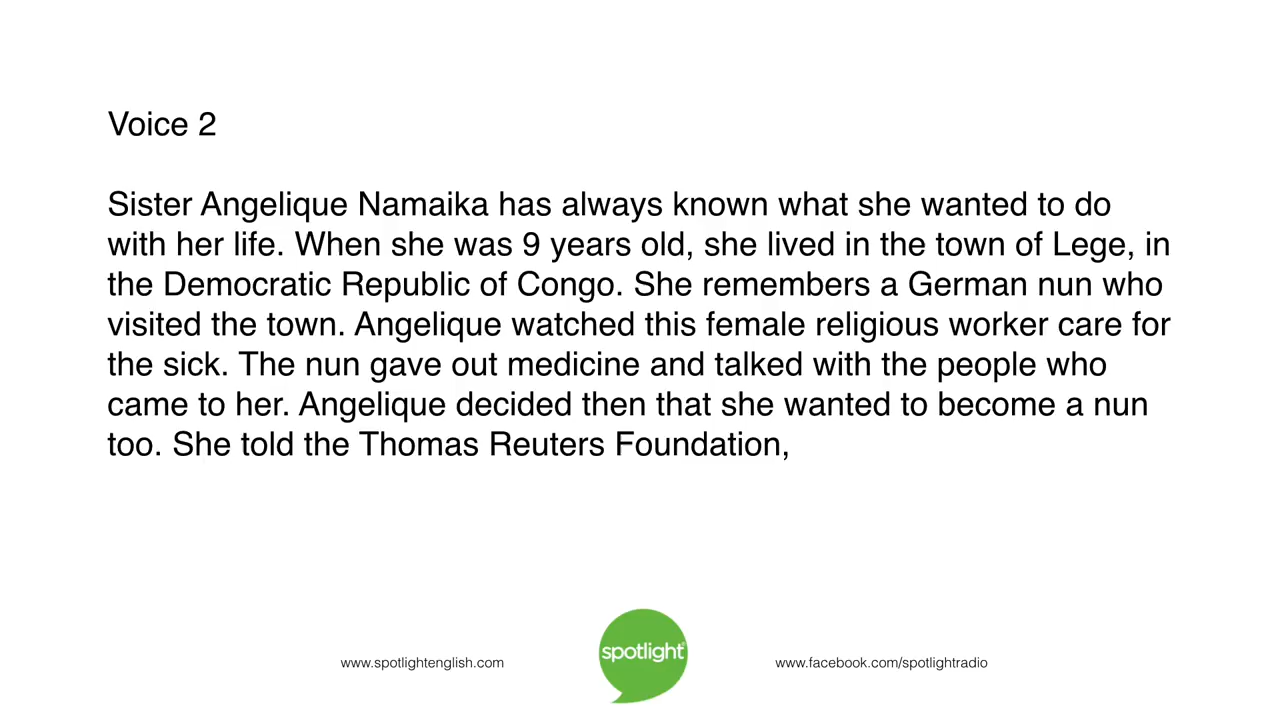 Voice 2
Sister Angelique Namaika has always known what she wanted to do
with her life. When she was 9 years old, she lived in the town of Lege, in
the Democratic Republic of Congo. She remembers a German nun who
visited the town. Angelique watched this female religious worker care for
the sick. The nun gave out medicine and talked with the people who
came to her. Angelique decided then that she wanted to become a nun
too. She told the Thomas Reuters Foundation,
www.spotlightenglish.com
spotlight
www.facebook.com/spotlightradio